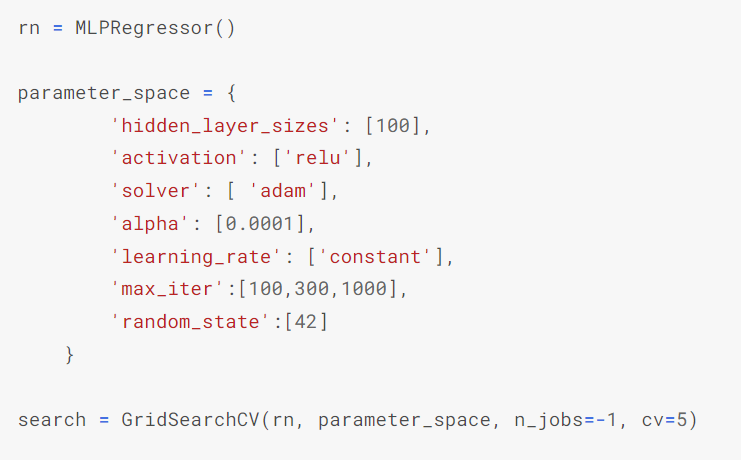 rn = MLPRegressor()
parameter_space = {
'hidden_layer_sizes': [100],
'activation': ['relu'],
'solver': [ 'adam'],
'alpha': [0.0001],
'learning_rate': ['constant'],
'max_iter':[100,300,1000],
'random_state':[42]
}
search = GridSearchCV(rn, parameter_space, n_jobs=-1, cv=5)